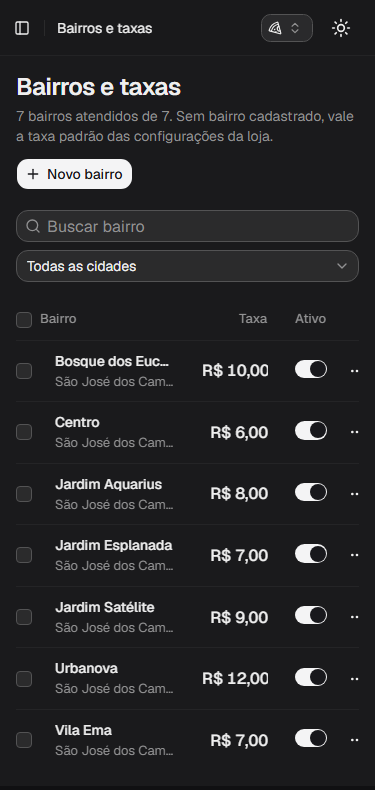 Bairros e taxas
Bairros e taxas
7 bairros atendidos de 7. Sem bairro cadastrado, vale
a taxa padrão das configurações da loja.
+ Novo bairro
Buscar bairro
Todas as cidades
Bairro Taxa Ativo
Bosque dos Euc... R$ 10,00
São José dos Cam...
Centro R$ 6,00
São José dos Cam...
Jardim Aquarius R$ 8,00
São José dos Cam...
Jardim Esplanada R$ 7,00
São José dos Cam...
Jardim Satélite R$ 9,00
São José dos Cam...
Urbanova R$ 12,00
São José dos Cam...
Vila Ema R$ 7,00
São José dos Cam...